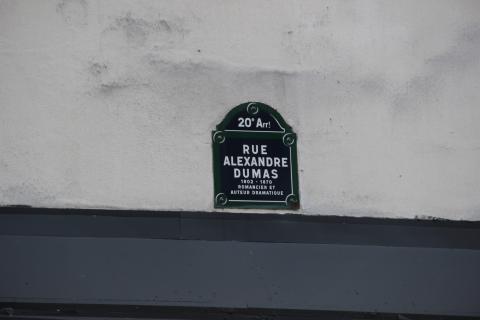 20e Arrt
RUE
ALEXANDRE
DUMAS
1802 - 1870
ROMANCIER ET
AUTEUR DRAMATIQUE